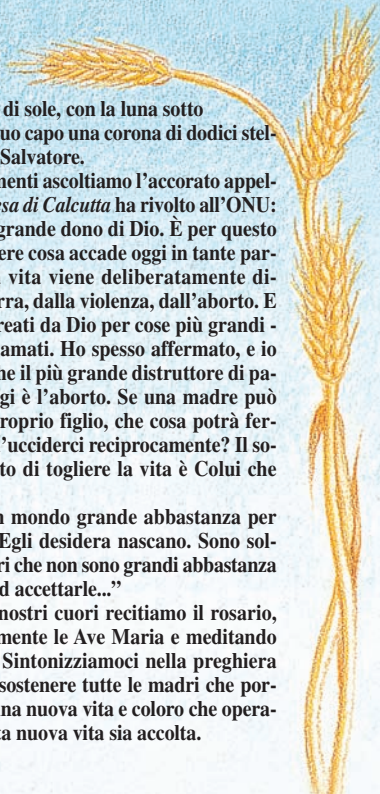 di sole, con la luna sotto
uo capo una corona di dodici stel-
Salvatore.
menti ascoltiamo l'accorato appel-
esa di Calcutta ha rivolto all'ONU:
grande dono di Dio. È per questo
ere cosa accade oggi in tante par-
vita viene deliberatamente di-
rra, dalla violenza, dall'aborto. E
reati da Dio per cose più grandi -
amati. Ho spesso affermato, e io
he il più grande distruttore di pa-
gi è l'aborto. Se una madre può
roprio figlio, che cosa potrà fer-
l'ucciderci reciprocamente? Il so-
to di togliere la vita è Colui che
n mondo grande abbastanza per
Egli desidera nascano. Sono sol-
ri che non sono grandi abbastanza
d accettarle...”
nostri cuori recitiamo il rosario,
mente le Ave Maria e meditando
Sintonizziamoci nella preghiera
sostenere tutte le madri che por-
na nuova vita e coloro che opera-
ta nuova vita sia accolta.